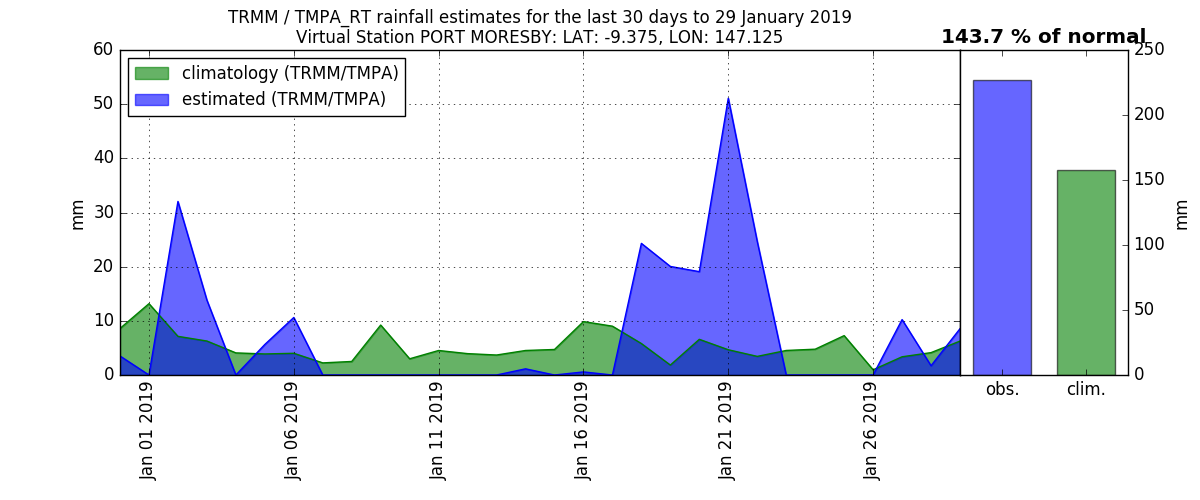 TRMM / TMPA_RT rainfall estimates for the last 30 days to 29 January 2019
Virtual Station PORT MORESBY: LAT: -9.375, LON: 147.125
143.7 % of normal
climatology (TRMM/TMPA)
estimated (TRMM/TMPA)
60
50
40
30
20
10
0
mm
Jan 01 2019
Jan 06 2019
Jan 11 2019
Jan 16 2019
Jan 21 2019
Jan 26 2019
250
200
150
100
50
0
mm
obs.
clim.